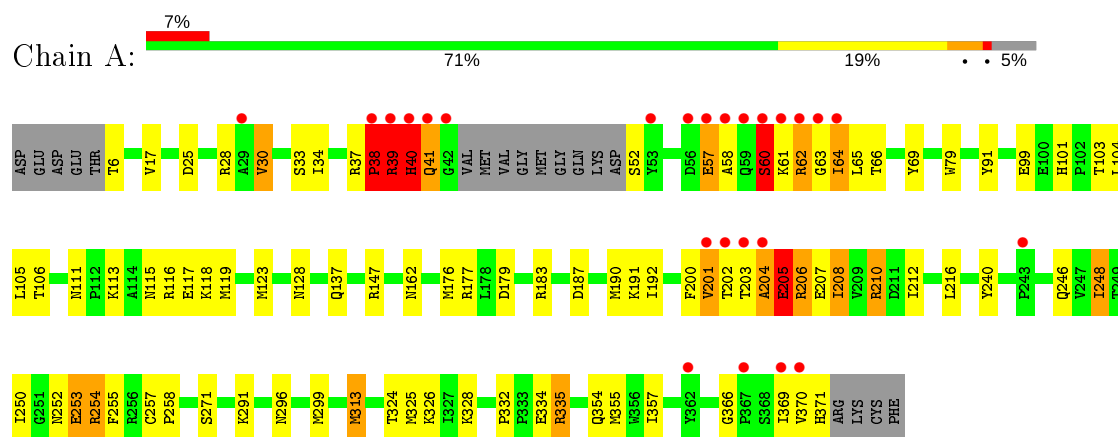 7%
Chain A:
71% 19% • • 5%
ASP GLU ASP GLU THR T6 V17 D25 R28 A29 V30 S33 I34 R37 P38 R39 H40 Q41 G42 VAL MET VAL GLY MET GLY GLN LYS ASP S52 Y53 D56 E57 A58 Q59 S60 K61 R62 G63 I64 L65 T66 Y69 W79 Y91 E99 E100 H101 P102 T103 L104
L105 T106 N111 P112 K113 A114 N115 R116 E117 K118 M119 M123 N128 Q137 R147 N162 M176 R177 L178 D179 R183 D187 M190 K191 I192 F200 V201 T202 T203 A204 E205 R206 E207 I208 V209 R210 D211 I212 L216 Y240 P243 Q246 V247 I248 T249
I250 G251 N252 E253 R254 F255 R256 C257 P258 S271 K291 N296 M299 M313 T324 M325 K326 I327 K328 P332 P333 E334 R335 Q354 M355 W356 I357 Y362 G366 P367 S368 I369 V370 H371 ARG LYS CYS PHE